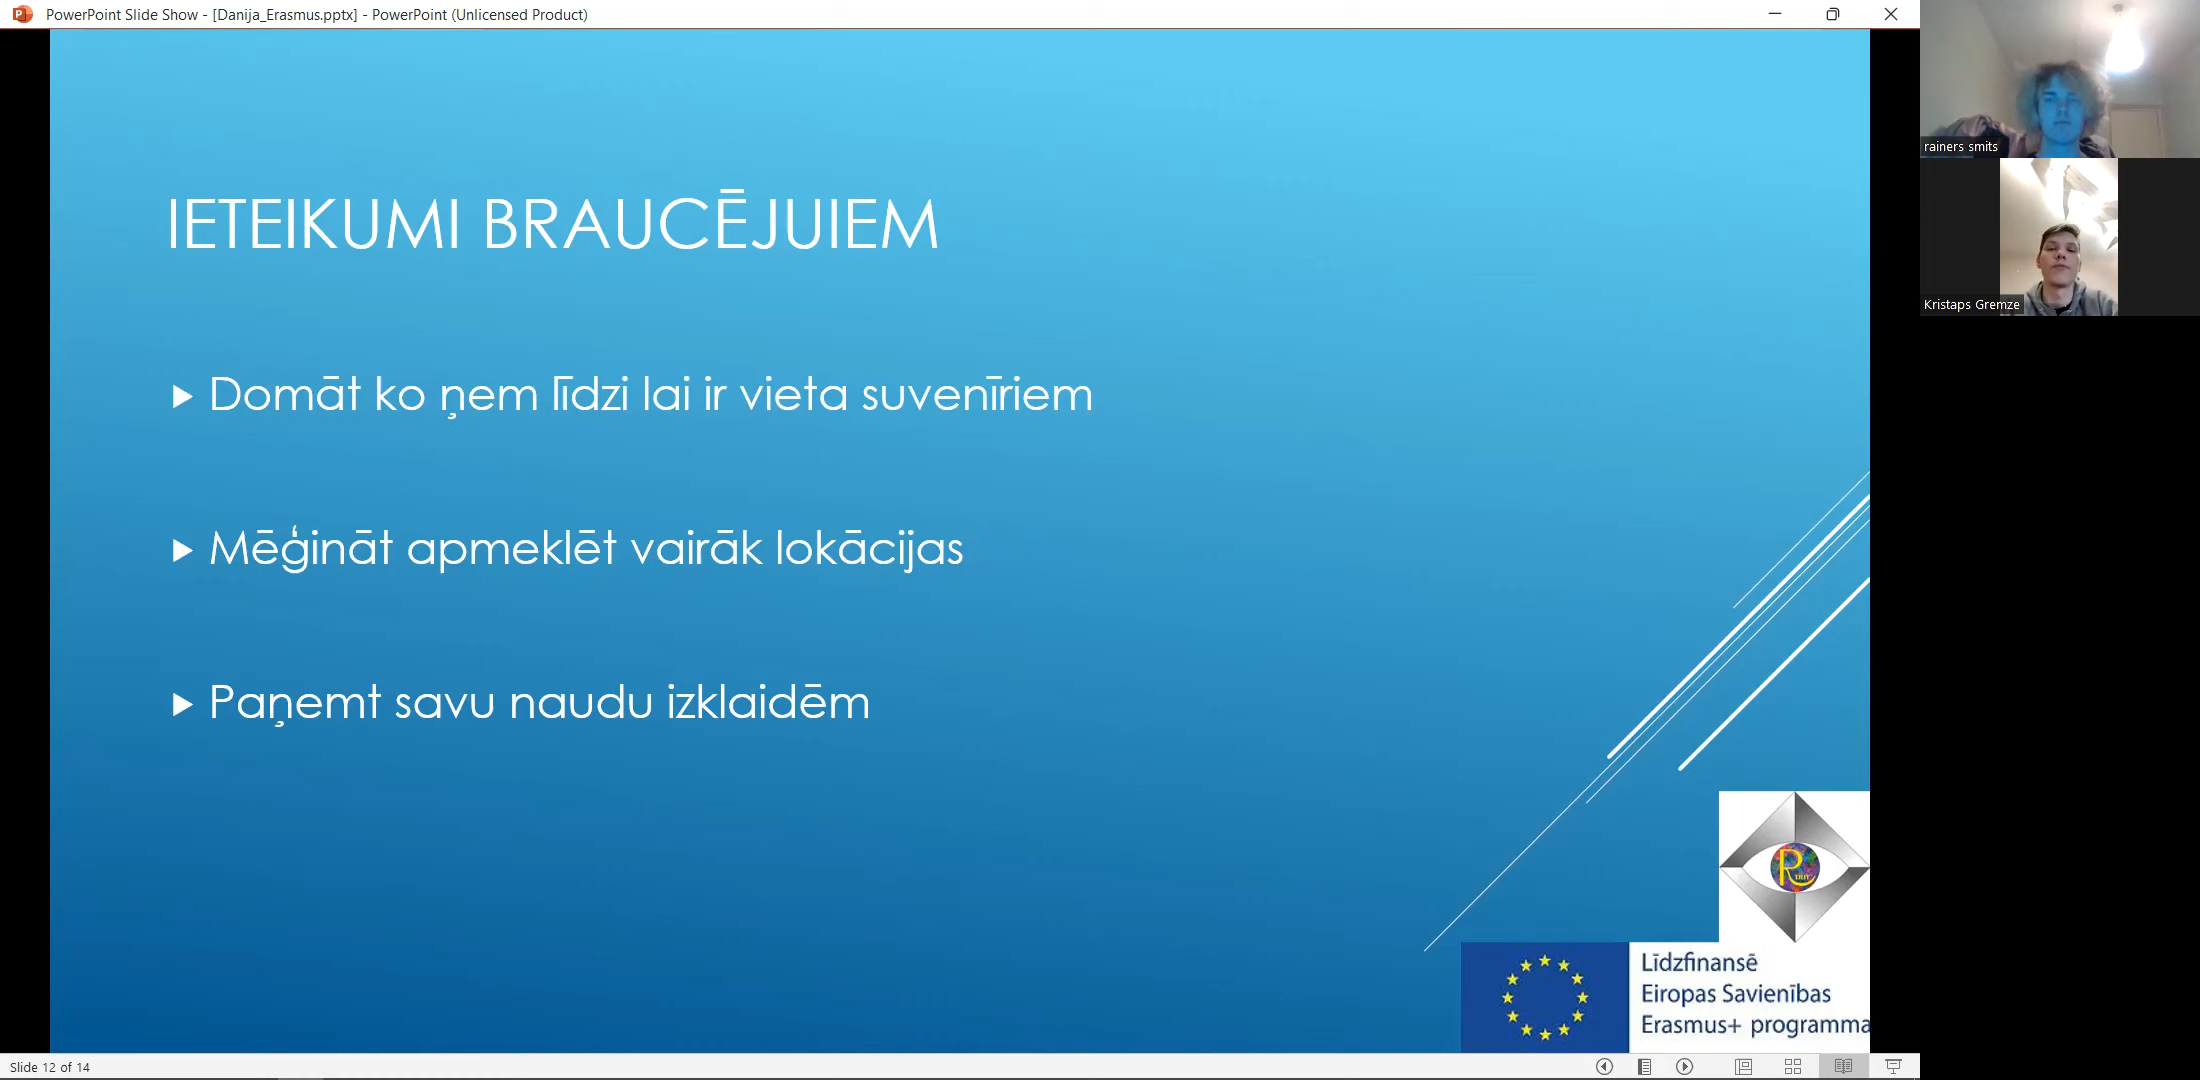 PowerPoint Slide Show - [Danija_Erasmus.pptx] - PowerPoint (Unlicensed Product)
rainers smits
Kristaps Gremze
IETEIKUMI BRAUCĒJUIEM
Domāt ko ņem līdzi lai ir vieta suvenīriem
Mēģināt apmeklēt vairāk lokācijas
Paņemt savu naudu izklaidēm
R
TRIT
Līdzfinansē
Eiropas Savienības
Erasmus+ programma
Slide 12 of 14